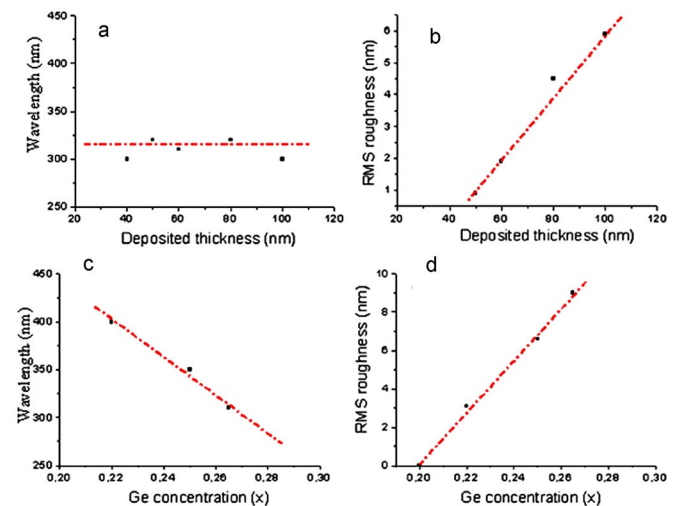 a
Wavelength (nm)
450
400
350
300
250
20 40 60 80 100 120
Deposited thickness (nm)
b
RMS roughness (nm)
6
5
4
3
2
1
20 40 60 80 100 120
Deposited thickness (nm)
c
Wavelength (nm)
450
400
350
300
250
0,20 0,22 0,24 0,26 0,28 0,30
Ge concentration (x)
d
RMS roughness (nm)
10
8
6
4
2
0
0,20 0,22 0,24 0,26 0,28 0,30
Ge concentration (x)